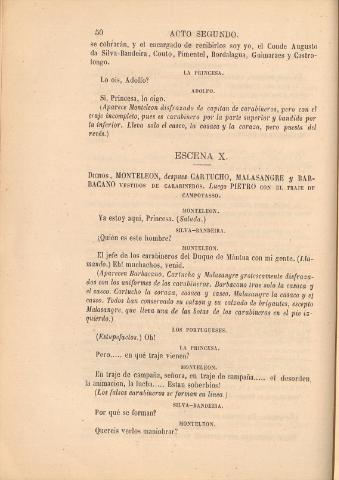 50 ACTO SEGUNDO.
se cobrarán, y el encargado de recibirlos soy yo, el Conde Augusto
da Silva-Bandeira, Couto, Pimentel, Bordalagua, Guimaraes y Castra-
longo.
LA PRINCESA.
Lo ois, Adolfo?
ADOLFO.
Sí, Princesa, lo oigo.
(Aparece Monteleon disfrazado de capitan de carabineros, pero con el
traje incompleto, pues es carabinero por la parte superior y bandido por
la inferior. Lleva solo el casco, la casaca y la coraza, pero puesta del
revés.)
ESCENA X.
Dichos, MONTELEON, despues CARTUCHO, MALASANGRE y BAR-
BACANO VESTIDOS DE CARABINEROS. Luego PIETRO CON EL TRAJE DE
CAMPOTASSO.
MONTELEON.
Ya estoy aquí, Princesa. (Saluda.)
SILVA-BANDEIRA.
¿Quién es este hombre?
MONTELEON.
El jefe de los carabineros del Duque de Mántua con mi gente. (Lla-
mando.) Eh! muchachos, venid.
(Aparecen Barbacano, Cartucho y Malasangre grotescamente disfraza-
dos con los uniformes de los carabineros. Barbacano trae solo la casaca y
el casco. Cartucho la coraza, casaca y casco. Malasangre la casaca y el
casco. Todos han conservado su calzon y su calzado de brigantes, escepto
Malasangre, que lleva una de las botas de los carabineros en el pié iz-
quierdo.)
LOS PORTUGUESES.
(Estupefactos.) Oh!
LA PRINCESA.
Pero..... en qué traje vienen?
MONTELEON.
En traje de campaña, señora, en traje de campaña..... el desorden,
la animacion, la lucha..... Estan soberbios!
(Los falsos carabineros se forman en línea.)
SILVA-BANDEIRA.
Por qué se forman?
MONTELEON.
Quereis verlos maniobrar?